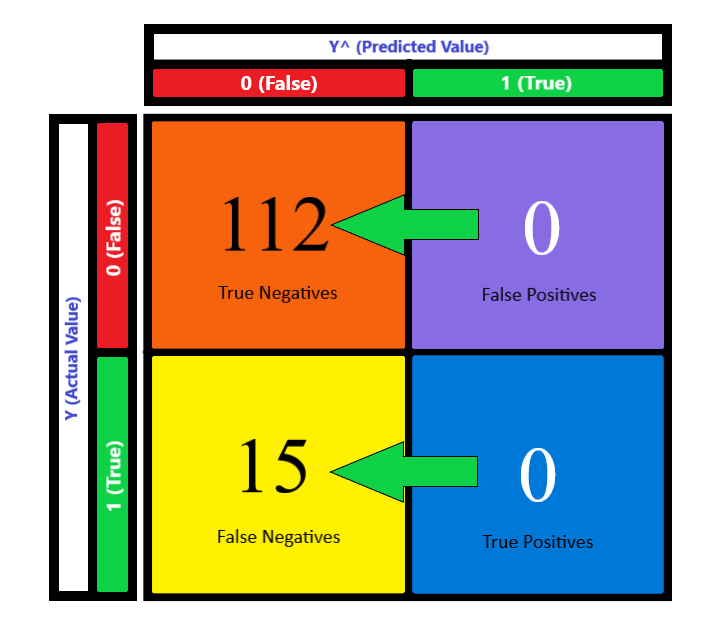 Y^ (Predicted Value)
0 (False)
1 (True)
Y (Actual Value)
0 (False)
112
True Negatives
0
False Positives
1 (True)
15
False Negatives
0
True Positives